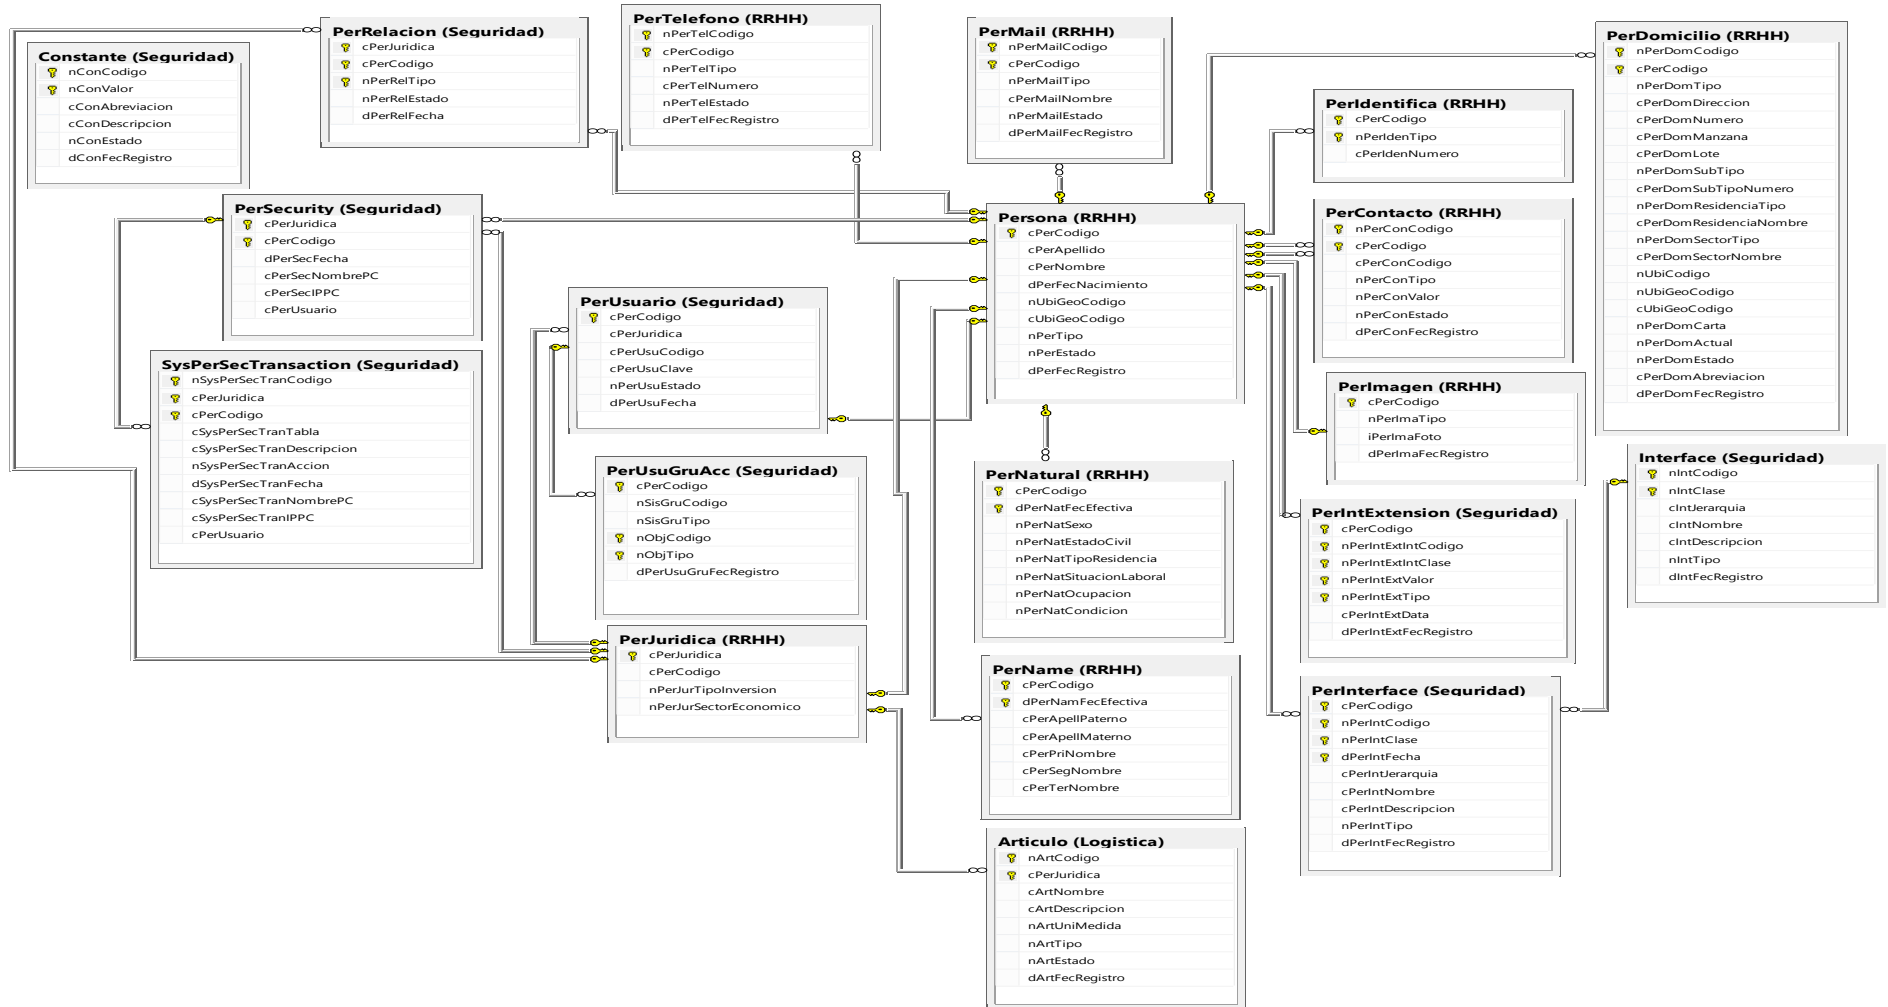 Constante (Seguridad)
nConCodigo
nConValor
cConAbreviacion
cConDescripcion
nConEstado
dConFecRegistro
PerRelacion (Seguridad)
cPerJuridica
cPerCodigo
nPerRelTipo
nPerRelEstado
dPerRelFecha
PerTelefono (RRHH)
nPerTelCodigo
cPerCodigo
nPerTelTipo
cPerTelNumero
nPerTelEstado
dPerTelFecRegistro
PerMail (RRHH)
nPerMailCodigo
cPerCodigo
nPerMailTipo
cPerMailNombre
nPerMailEstado
dPerMailFecRegistro
PerIdentifica (RRHH)
cPerCodigo
nPerIdenTipo
cPerIdenNumero
PerDomicilio (RRHH)
nPerDomCodigo
cPerCodigo
nPerDomTipo
cPerDomDireccion
cPerDomNumero
cPerDomManzana
cPerDomLote
nPerDomSubTipo
cPerDomSubTipoNumero
nPerDomResidenciaTipo
cPerDomResidenciaNombre
nPerDomSectorTipo
cPerDomSectorNombre
nUbiCodigo
nUbiGeoCodigo
cUbiGeoCodigo
nPerDomCarta
nPerDomActual
nPerDomEstado
cPerDomAbreviacion
dPerDomFecRegistro
PerSecurity (Seguridad)
cPerJuridica
cPerCodigo
dPerSecFecha
cPerSecNombrePC
cPerSecIPPC
cPerUsuario
Persona (RRHH)
cPerCodigo
cPerApellido
cPerNombre
dPerFecNacimiento
nUbiGeoCodigo
cUbiGeoCodigo
nPerTipo
nPerEstado
dPerFecRegistro
PerContacto (RRHH)
nPerConCodigo
cPerCodigo
cPerConCodigo
nPerConTipo
nPerConValor
nPerConEstado
dPerConFecRegistro
PerUsuario (Seguridad)
cPerCodigo
cPerJuridica
cPerUsuCodigo
cPerUsuClave
nPerUsuEstado
dPerUsuFecha
SysPerSecTransaction (Seguridad)
nSysPerSecTranCodigo
cPerJuridica
cPerCodigo
cSysPerSecTranTabla
cSysPerSecTranDescripcion
nSysPerSecTranAccion
dSysPerSecTranFecha
cSysPerSecTranNombrePC
cSysPerSecTranIPPC
cPerUsuario
PerImagen (RRHH)
cPerCodigo
nPerImaTipo
iPerImaFoto
dPerImaFecRegistro
PerUsuGruAcc (Seguridad)
cPerCodigo
nSisGruCodigo
nSisGruTipo
nObjCodigo
nObjTipo
dPerUsuGruFecRegistro
PerNatural (RRHH)
cPerCodigo
dPerNatFecEfectiva
nPerNatSexo
nPerNatEstadoCivil
nPerNatTipoResidencia
nPerNatSituacionLaboral
nPerNatOcupacion
nPerNatCondicion
Interface (Seguridad)
nIntCodigo
nIntClase
cIntJerarquia
cIntNombre
cIntDescripcion
nIntTipo
dIntFecRegistro
PerIntExtension (Seguridad)
cPerCodigo
nPerIntExtIntCodigo
nPerIntExtIntClase
nPerIntExtValor
nPerIntExtTipo
cPerIntExtData
dPerIntExtFecRegistro
PerJuridica (RRHH)
cPerJuridica
cPerCodigo
nPerJurTipoInversion
nPerJurSectorEconomico
PerName (RRHH)
cPerCodigo
dPerNamFecEfectiva
cPerApellPaterno
cPerApellMaterno
cPerPriNombre
cPerSegNombre
cPerTerNombre
PerInterface (Seguridad)
cPerCodigo
nPerIntCodigo
nPerIntClase
dPerIntFecha
cPerIntJerarquia
cPerIntNombre
cPerIntDescripcion
nPerIntTipo
dPerIntFecRegistro
Articulo (Logistica)
nArtCodigo
cPerJuridica
cArtNombre
cArtDescripcion
nArtUniMedida
nArtTipo
nArtEstado
dArtFecRegistro